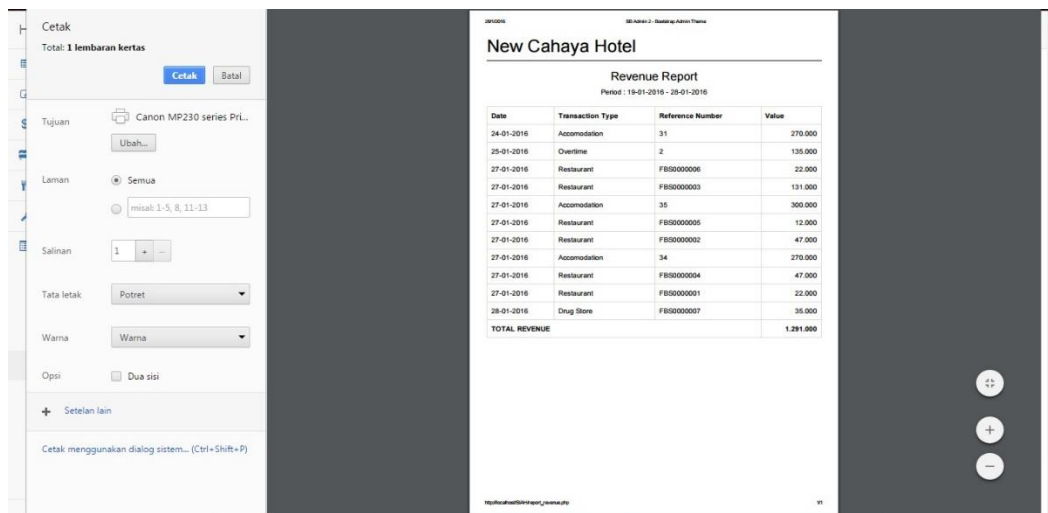 Cetak
Total: 1 lembaran kertas
Cetak Batal
Tujuan Canon MP230 series Pri...
Ubah...
Laman Semua
misal: 1-5, 8, 11-13
Salinan 1 + –
Tata letak Potret
Warna Warna
Opsi Dua sisi
+ Setelan lain
Cetak menggunakan dialog sistem... (Ctrl+Shift+P)
SB Admin 2 - Bootstrap Admin Theme
New Cahaya Hotel
Revenue Report
Period : 19-01-2016 - 28-01-2016
Date Transaction Type Reference Number Value
24-01-2016 Accomodation 31 270.000
25-01-2016 Overtime 2 135.000
27-01-2016 Restaurant FBS0000006 22.000
27-01-2016 Restaurant FBS0000003 131.000
27-01-2016 Accomodation 35 300.000
27-01-2016 Restaurant FBS0000005 12.000
27-01-2016 Restaurant FBS0000002 47.000
27-01-2016 Accomodation 34 270.000
27-01-2016 Restaurant FBS0000004 47.000
27-01-2016 Restaurant FBS0000001 22.000
28-01-2016 Drug Store FBS0000007 35.000
TOTAL REVENUE 1.291.000
1/1